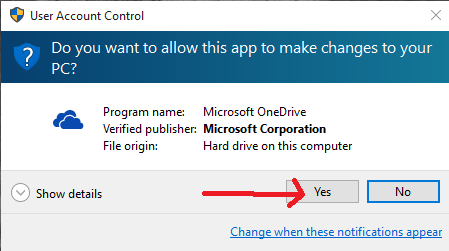 User Account Control
Do you want to allow this app to make changes to your
PC?
Program name: Microsoft OneDrive
Verified publisher: Microsoft Corporation
File origin: Hard drive on this computer
Show details
Yes
No
Change when these notifications appear